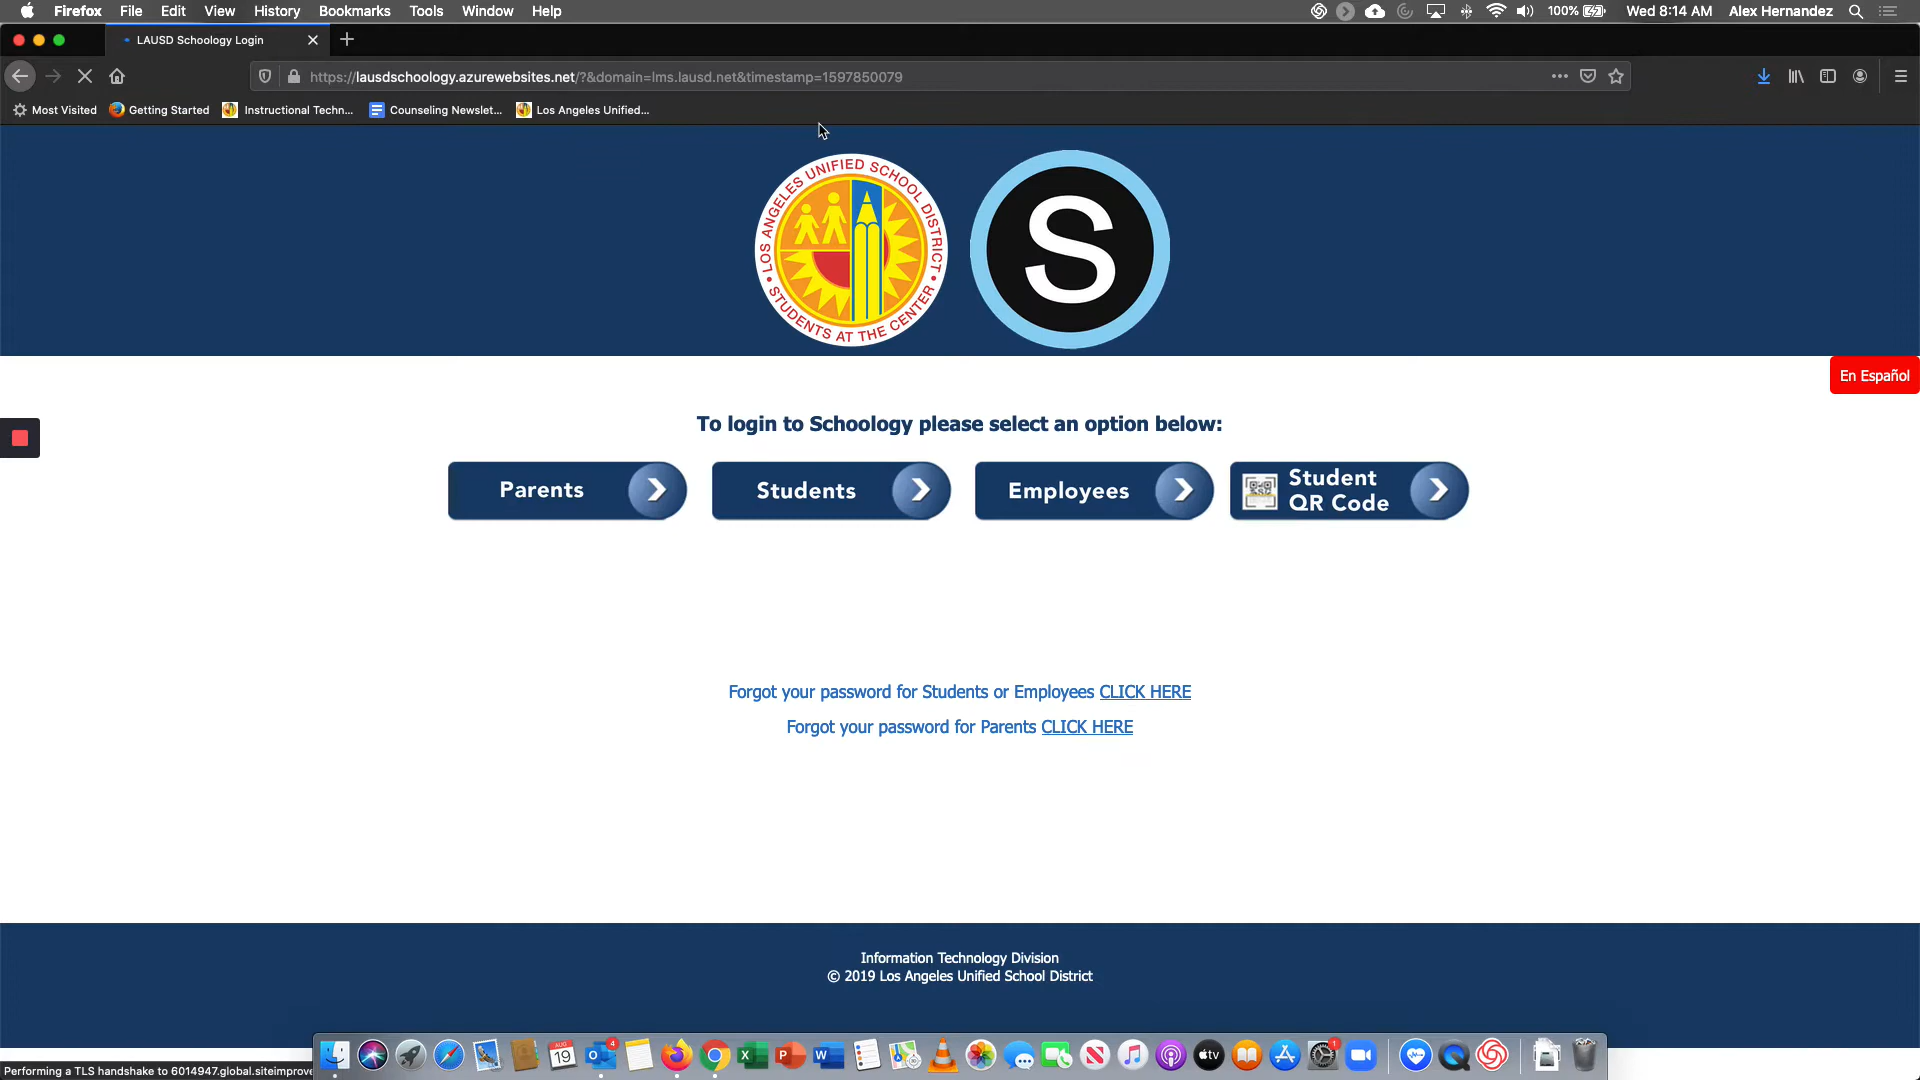 Firefox File Edit View History Bookmarks Tools Window Help 100% Wed 8:14 AM Alex Hernandez
LAUSD Schoology Login
https://lausdschoology.azurewebsites.net/?&domain=lms.lausd.net&timestamp=1597850079
Most Visited Getting Started Instructional Techn... Counseling Newslet... Los Angeles Unified...
LOS ANGELES UNIFIED SCHOOL DISTRICT
• STUDENTS AT THE CENTER •
S
En Español
To login to Schoology please select an option below:
Parents Students Employees Student QR Code
Forgot your password for Students or Employees CLICK HERE
Forgot your password for Parents CLICK HERE
Information Technology Division
© 2019 Los Angeles Unified School District
AUG
19
4
X
P
W
tv
1
Performing a TLS handshake to 6014947.global.siteimprove